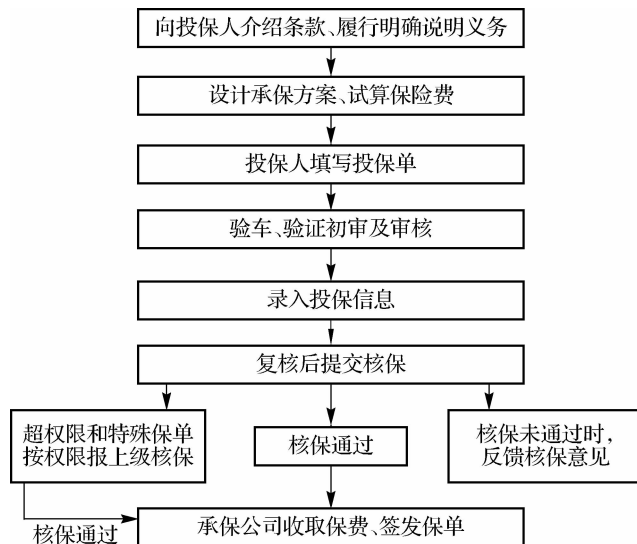 向投保人介绍条款、履行明确说明义务
设计承保方案、试算保险费
投保人填写投保单
验车、验证初审及审核
录入投保信息
复核后提交核保
超权限和特殊保单
按权限报上级核保
核保通过
核保未通过时，
反馈核保意见
核保通过
承保公司收取保费、签发保单